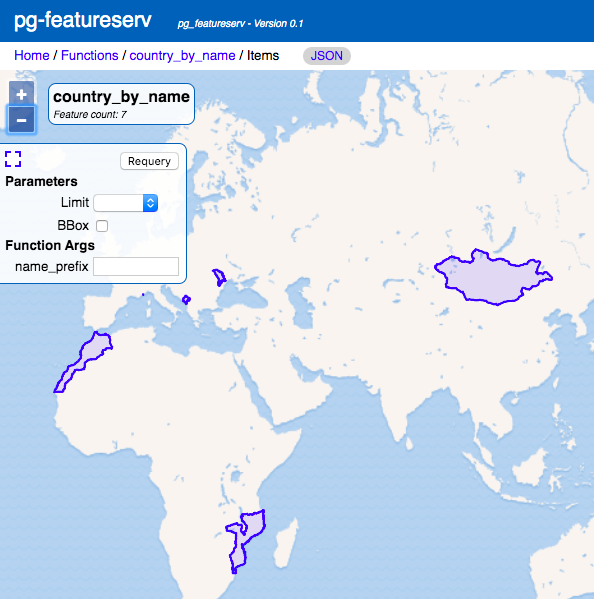 pg-featureserv pg_featureserv - Version 0.1
Home / Functions / country_by_name / Items JSON
+
−
country_by_name
Feature count: 7
Requery
Parameters
Limit
BBox
Function Args
name_prefix